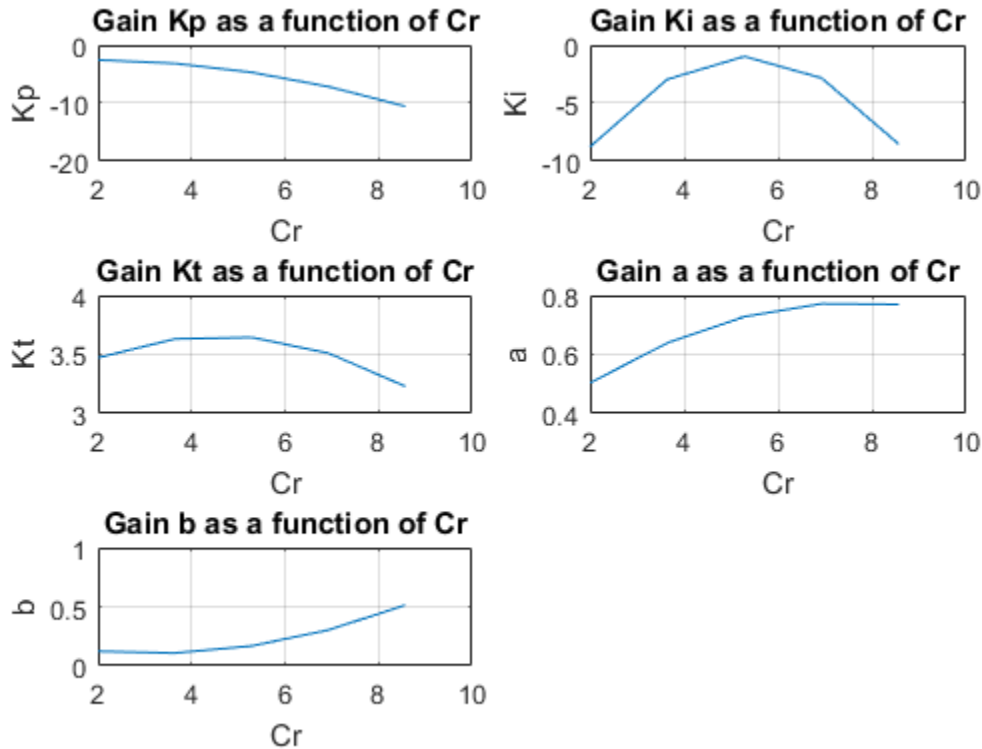 Gain Kp as a function of Cr
0
-10
-20
Kp
2 4 6 8 10
Cr
Gain Ki as a function of Cr
0
-5
-10
Ki
2 4 6 8 10
Cr
Gain Kt as a function of Cr
4
3.5
3
Kt
2 4 6 8 10
Cr
Gain a as a function of Cr
0.8
0.6
0.4
a
2 4 6 8 10
Cr
Gain b as a function of Cr
1
0.5
0
b
2 4 6 8 10
Cr